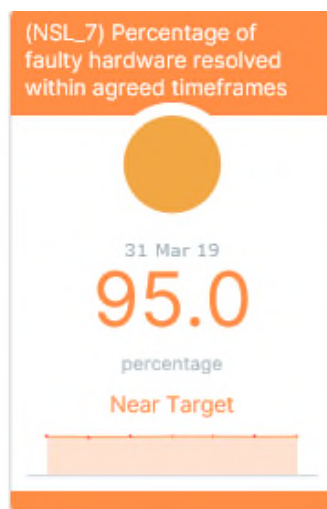 (NSL_7) Percentage of
faulty hardware resolved
within agreed timeframes
31 Mar 19
95.0
percentage
Near Target